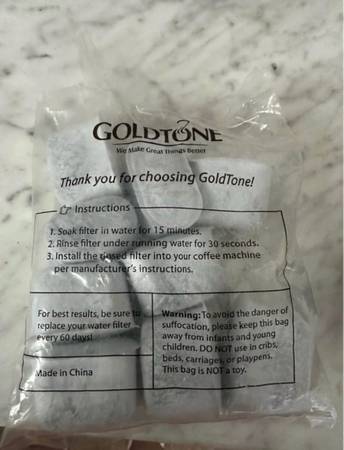 GOLDTONE
We Make Great Things Better
Thank you for choosing GoldTone!
Instructions
1. Soak filter in water for 15 minutes.
2. Rinse filter under running water for 30 seconds.
3. Install the rinsed filter into your coffee machine
per manufacturer's instructions.
For best results, be sure to
replace your water filter
every 60 days!
Made in China
Warning: To avoid the danger of
suffocation, please keep this bag
away from infants and young
children. DO NOT use in cribs,
beds, carriages, or playpens.
This bag is NOT a toy.